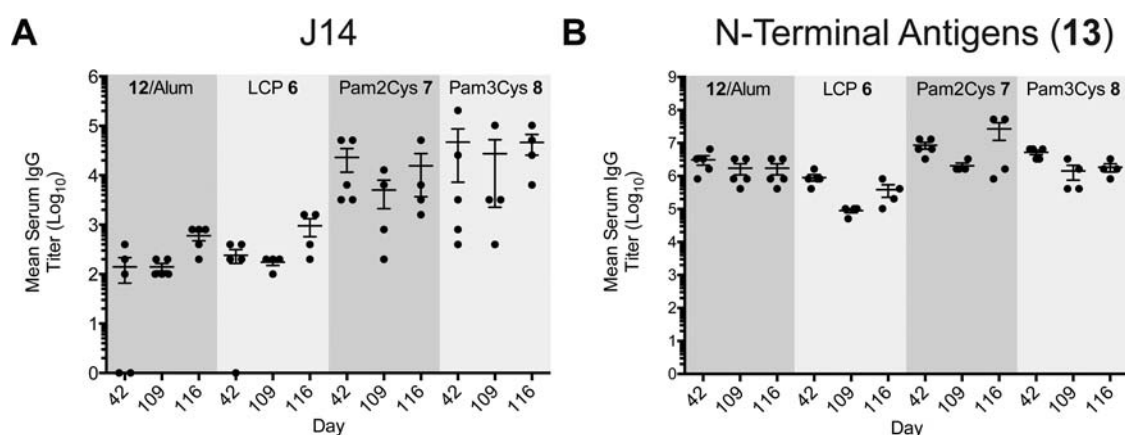 A
J14
Mean Serum IgG
Titer (Log10)
6
5
4
3
2
1
0
12/Alum
LCP 6
Pam2Cys 7
Pam3Cys 8
42
109
116
42
109
116
42
109
116
42
109
116
Day
B
N-Terminal Antigens (13)
Mean Serum IgG
Titer (Log10)
9
8
7
6
5
4
3
2
1
0
12/Alum
LCP 6
Pam2Cys 7
Pam3Cys 8
42
109
116
42
109
116
42
109
116
42
109
116
Day